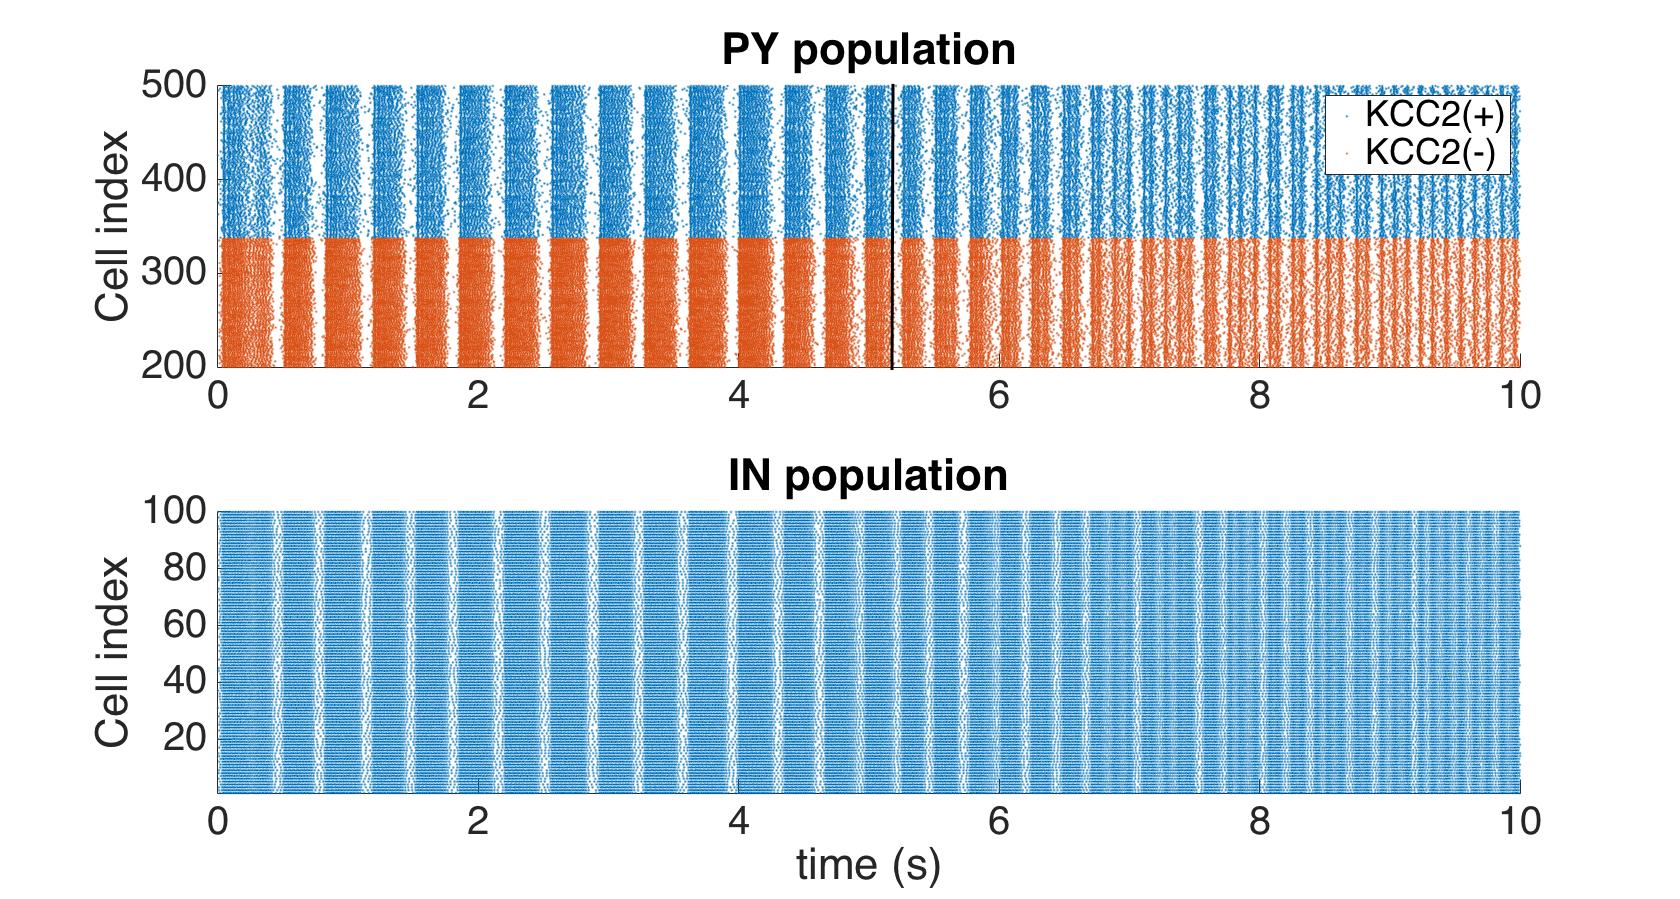 PY population
500
400
300
200
Cell index
KCC2(+)
KCC2(-)
0 2 4 6 8 10
IN population
100
80
60
40
20
Cell index
0 2 4 6 8 10
time (s)